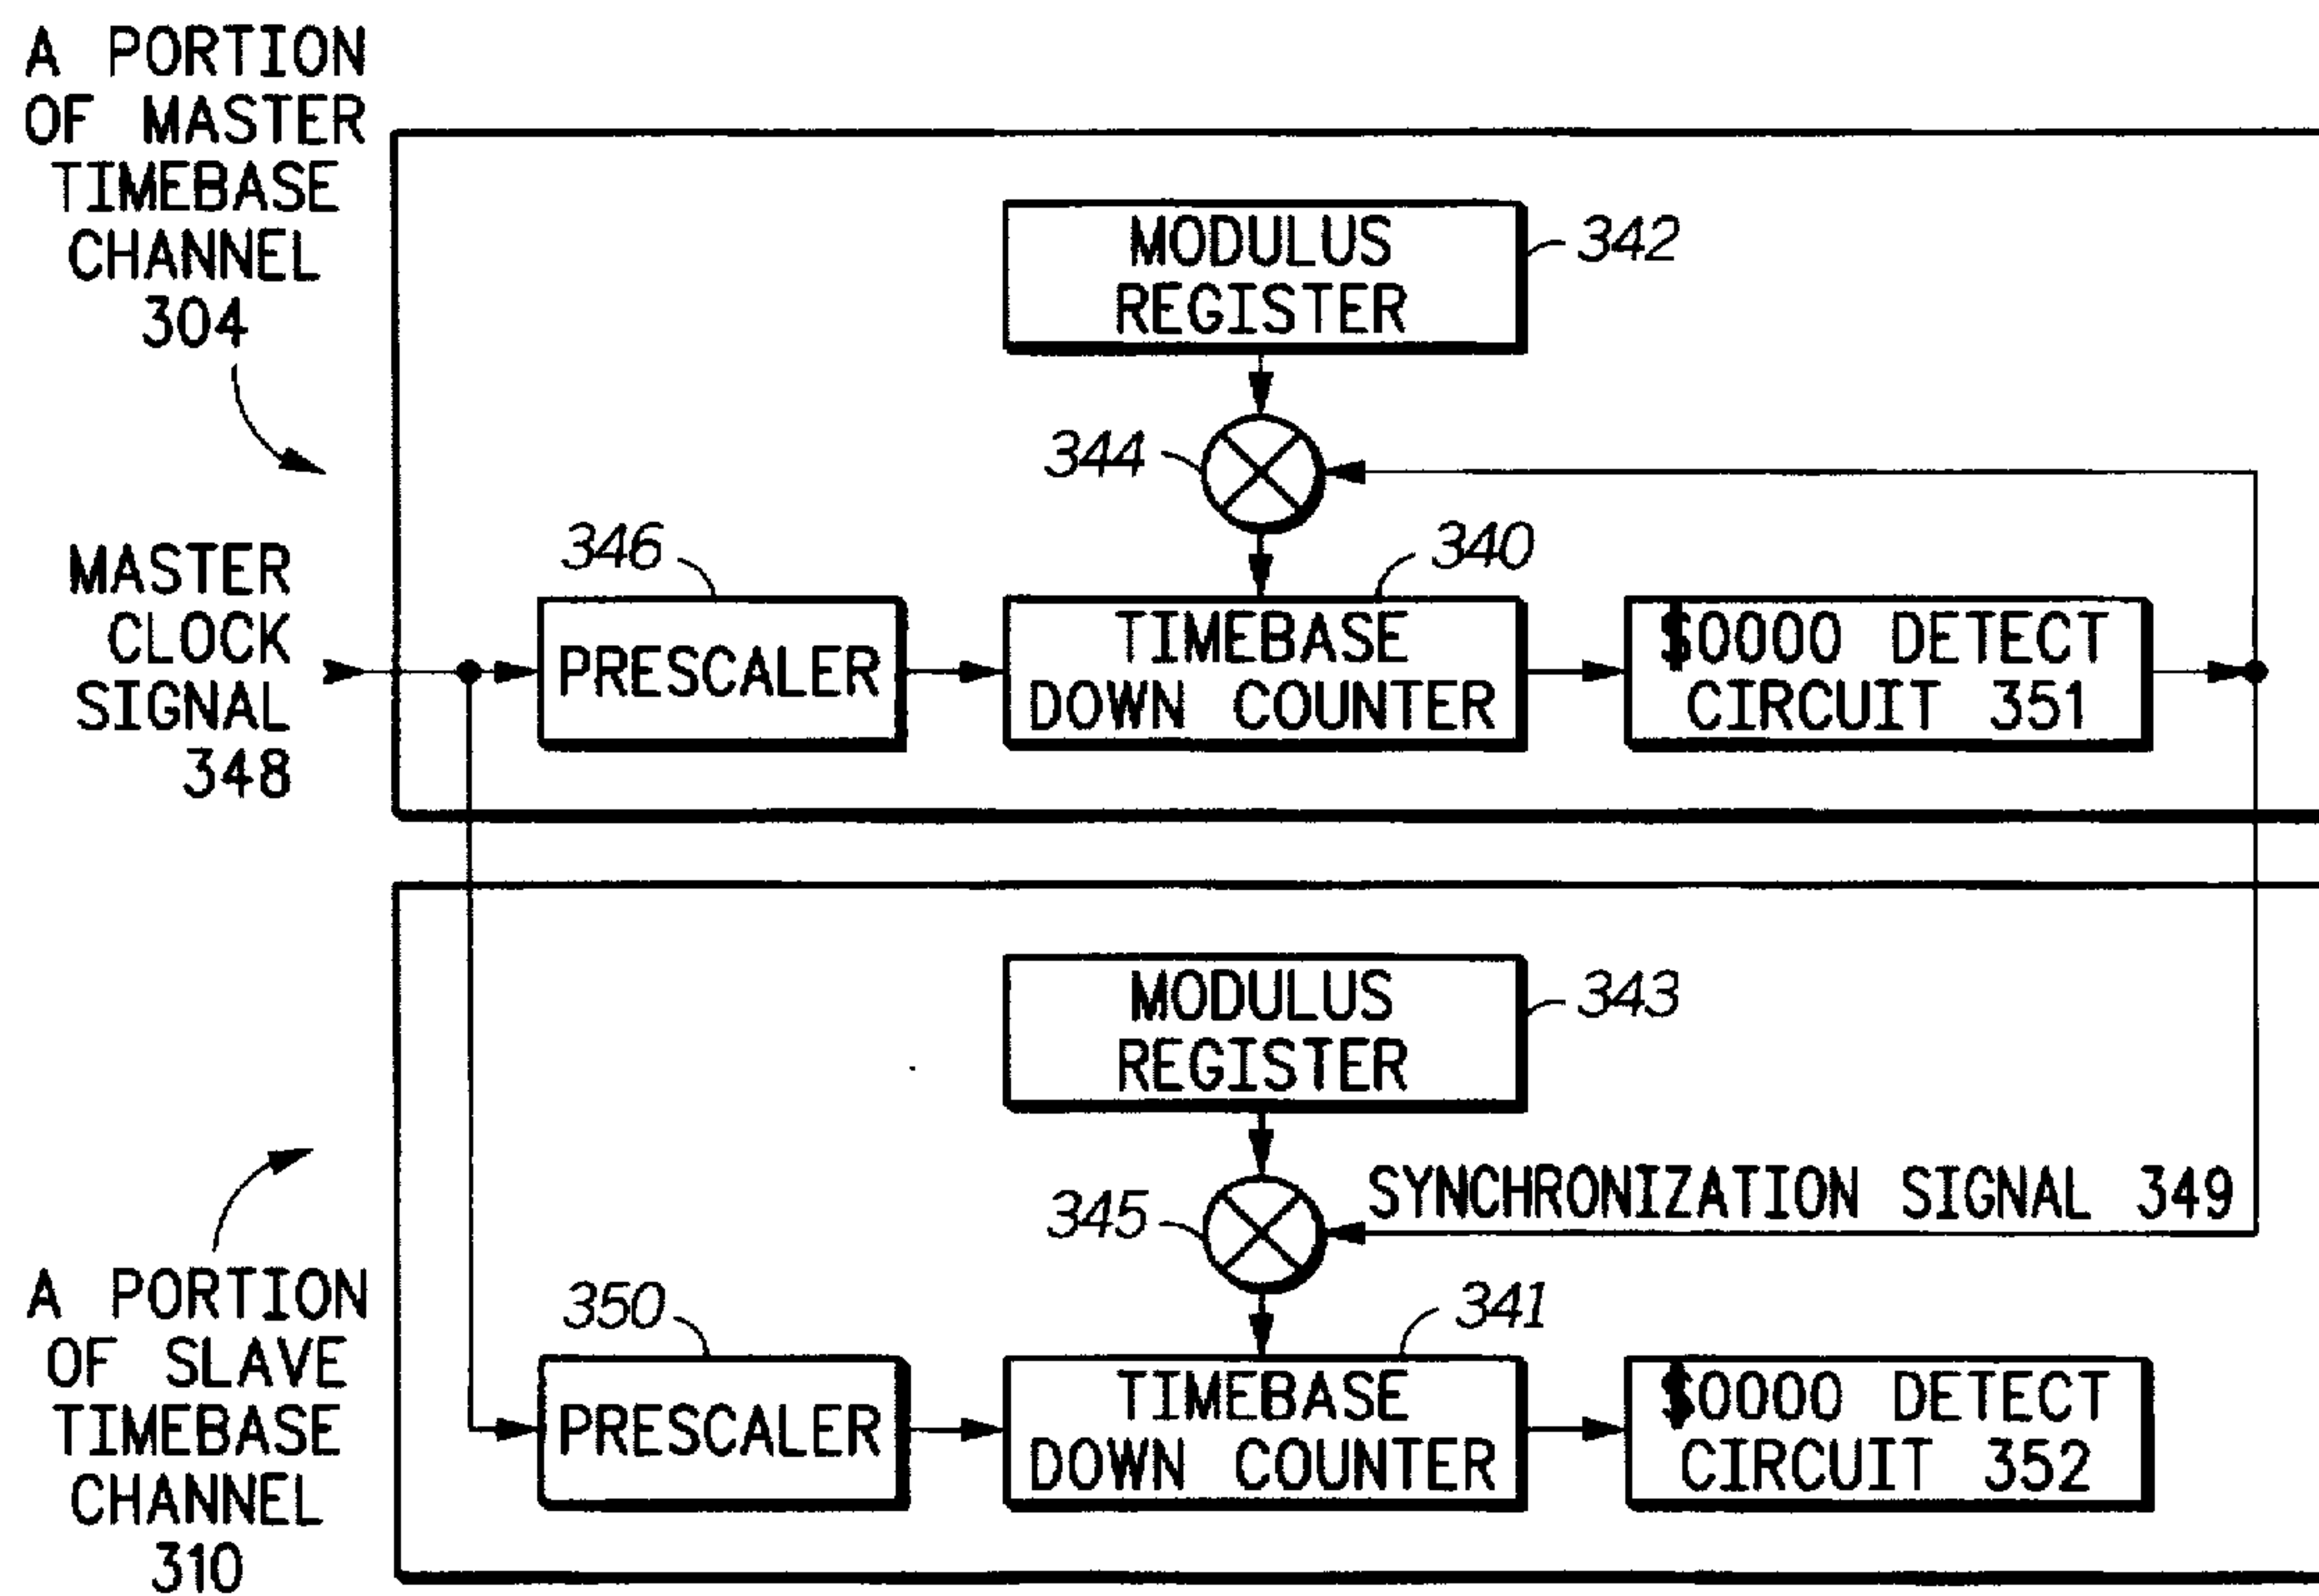 A PORTION
OF MASTER
TIMEBASE
CHANNEL
304
MODULUS
REGISTER
342
344
346
340
MASTER
CLOCK
SIGNAL
348
PRESCALER
TIMEBASE
DOWN COUNTER
$0000 DETECT
CIRCUIT 351
MODULUS
REGISTER
343
345
SYNCHRONIZATION SIGNAL 349
A PORTION
OF SLAVE
TIMEBASE
CHANNEL
310
350
341
PRESCALER
TIMEBASE
DOWN COUNTER
$0000 DETECT
CIRCUIT 352